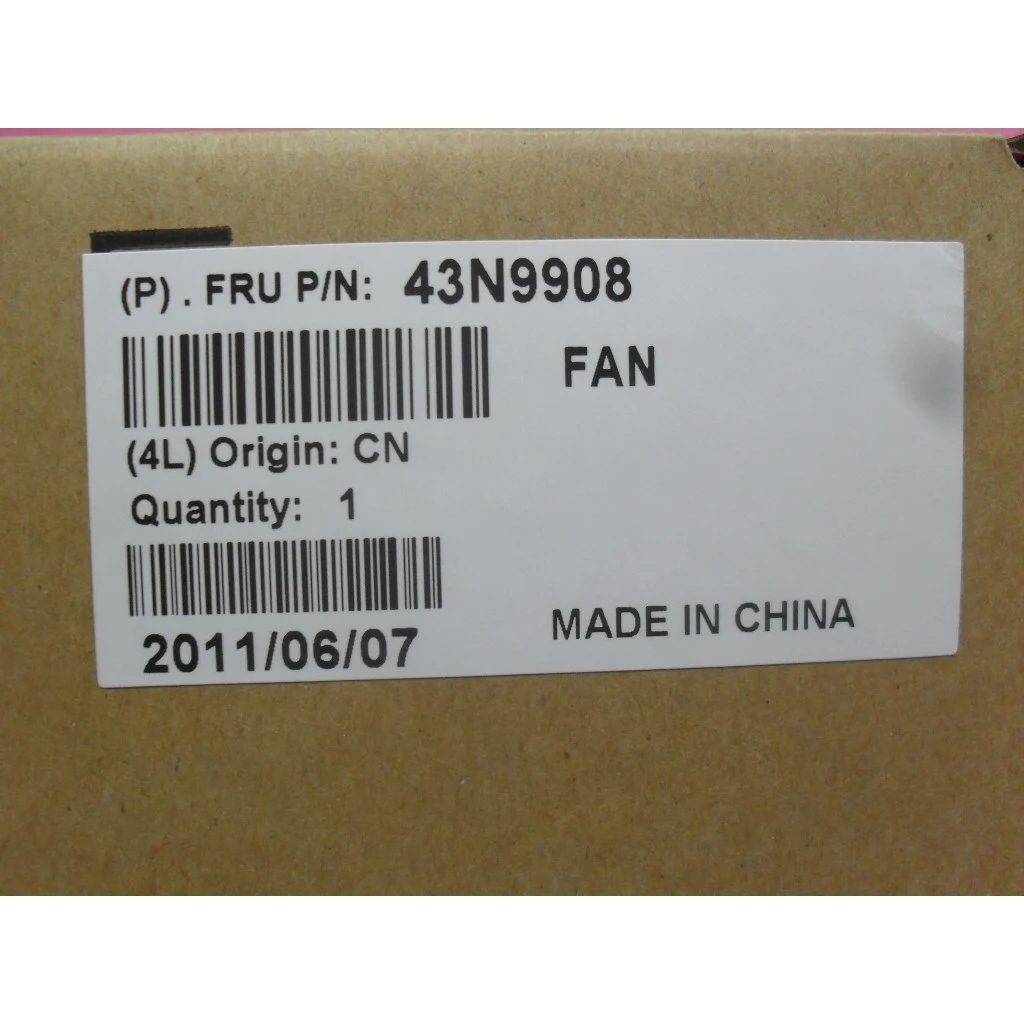 (P) . FRU P/N: 43N9908
FAN
(4L) Origin: CN
Quantity: 1
2011/06/07
MADE IN CHINA